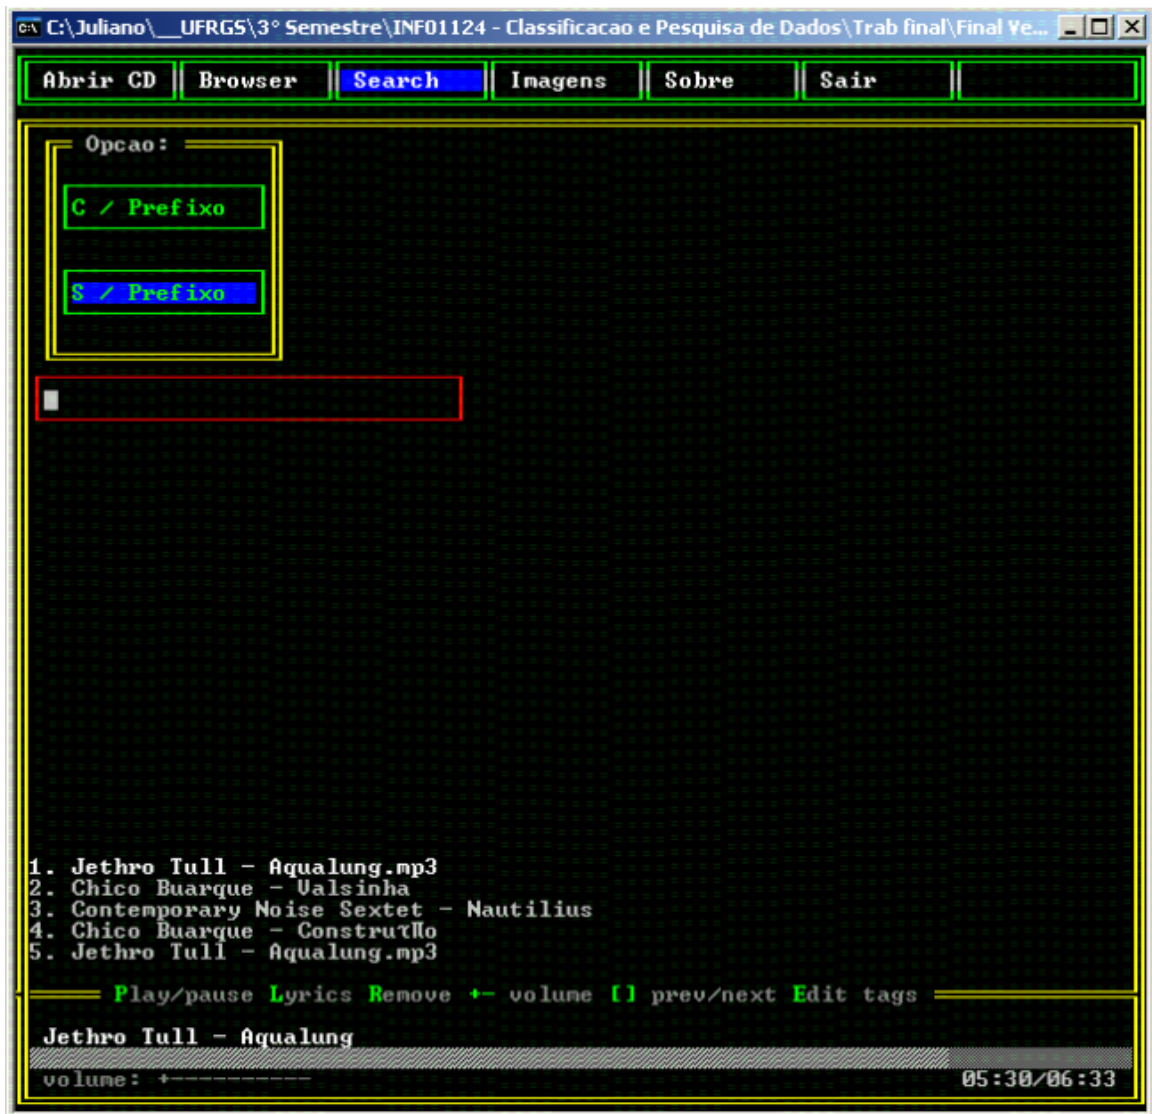 C:\Juliano\__UFRGS\3° Semestre\INF01124 - Classificacao e Pesquisa de Dados\Trab final\Final Ve...
Abrir CD Browser Search Imagens Sobre Sair
Opcao:
C / Prefixo
S / Prefixo
1. Jethro Tull - Aqualung.mp3
2. Chico Buarque - Valsinha
3. Contemporary Noise Sextet - Nautilius
4. Chico Buarque - ConstruτΠo
5. Jethro Tull - Aqualung.mp3
Play/pause Lyrics Remove +- volume [] prev/next Edit tags
Jethro Tull - Aqualung
volume: +---------- 05:30/06:33